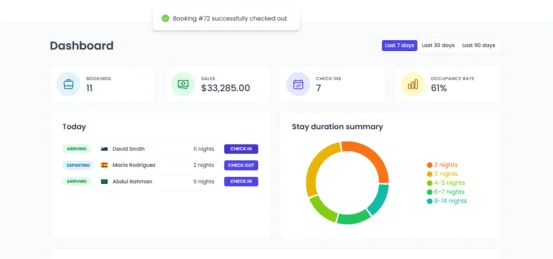 Booking #72 successfully checked out
Dashboard
Last 7 days Last 30 days Last 90 days
BOOKINGS
11
SALES
$33,285.00
CHECK INS
7
OCCUPANCY RATE
61%
Today
ARRIVING David Smith 11 nights CHECK IN
DEPARTING Maria Rodriguez 2 nights CHECK OUT
ARRIVING Abdul Rahman 5 nights CHECK IN
Stay duration summary
2 nights
3 nights
4-5 nights
6-7 nights
8-14 nights